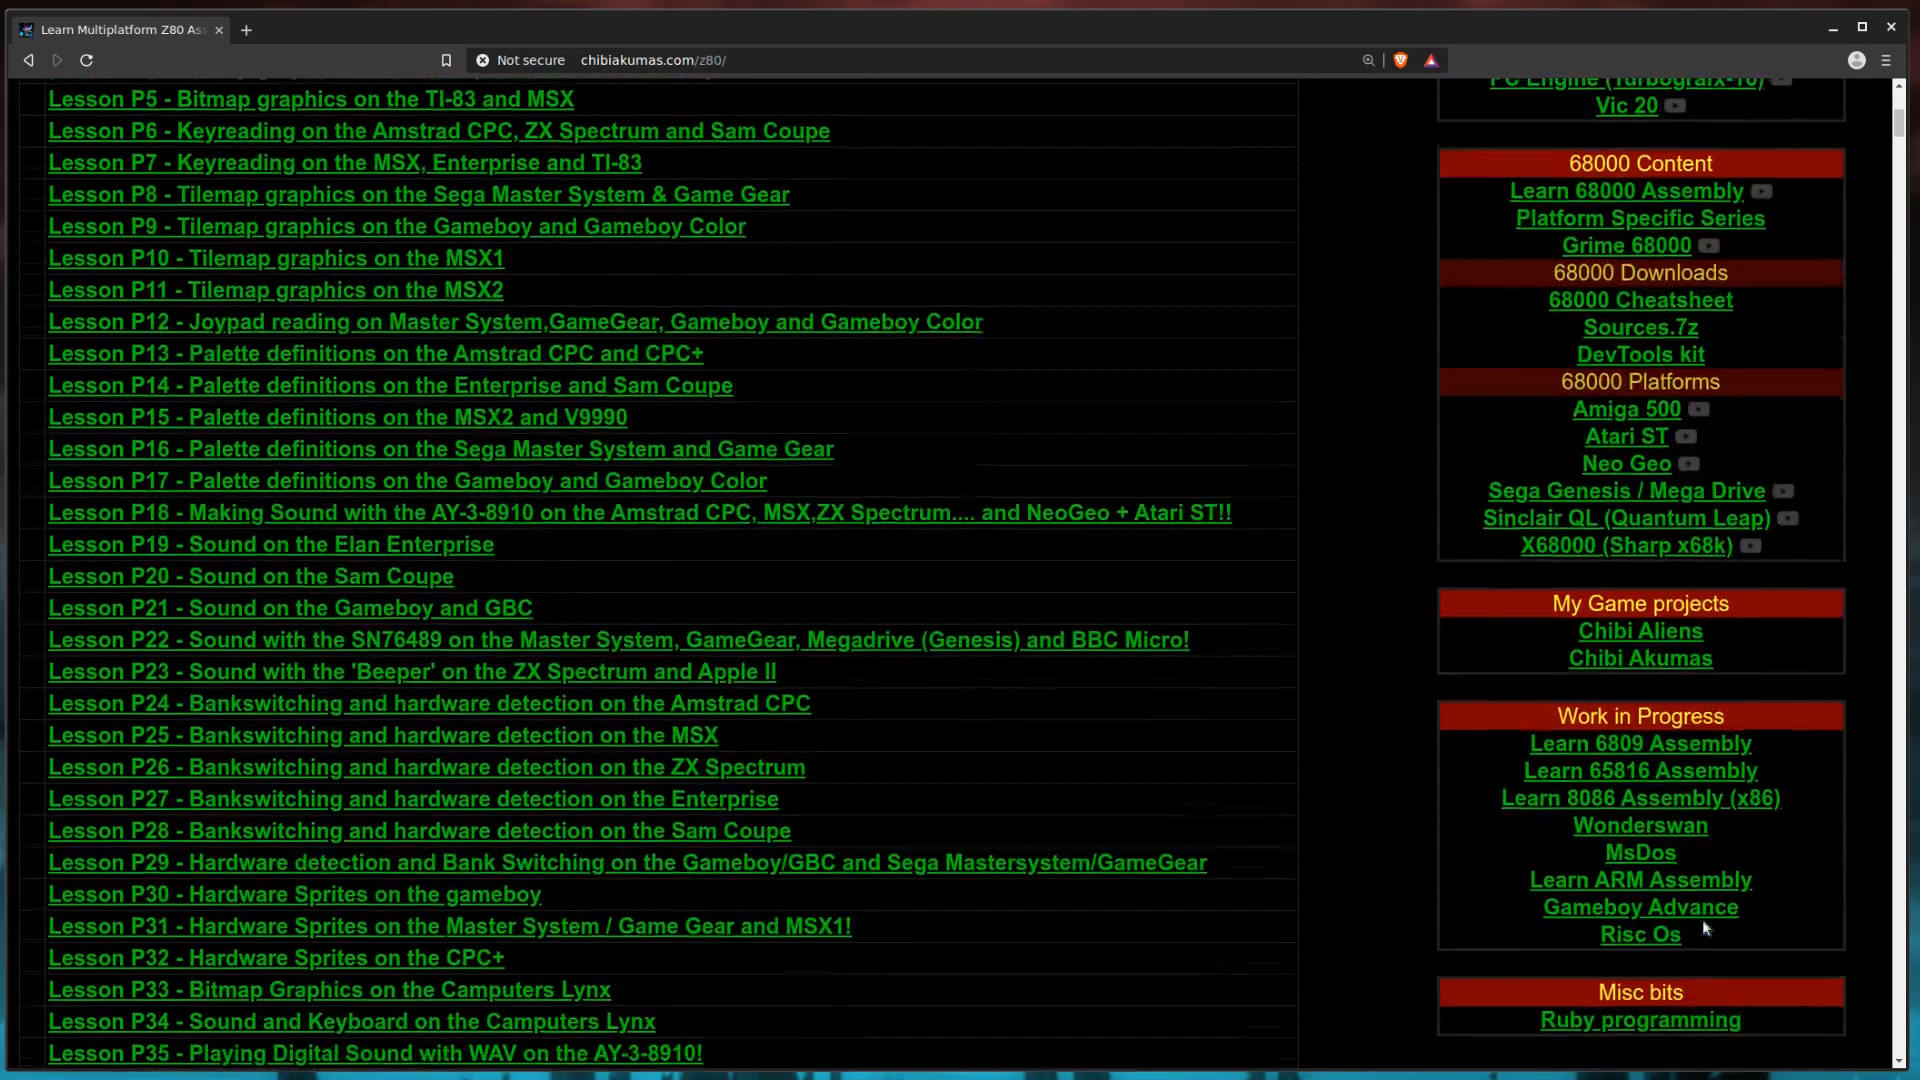 Learn Multiplatform Z80 Ass
Not secure chibiakumas.com/z80/
Lesson P5 - Bitmap graphics on the TI-83 and MSX
Lesson P6 - Keyreading on the Amstrad CPC, ZX Spectrum and Sam Coupe
Lesson P7 - Keyreading on the MSX, Enterprise and TI-83
Lesson P8 - Tilemap graphics on the Sega Master System & Game Gear
Lesson P9 - Tilemap graphics on the Gameboy and Gameboy Color
Lesson P10 - Tilemap graphics on the MSX1
Lesson P11 - Tilemap graphics on the MSX2
Lesson P12 - Joypad reading on Master System,GameGear, Gameboy and Gameboy Color
Lesson P13 - Palette definitions on the Amstrad CPC and CPC+
Lesson P14 - Palette definitions on the Enterprise and Sam Coupe
Lesson P15 - Palette definitions on the MSX2 and V9990
Lesson P16 - Palette definitions on the Sega Master System and Game Gear
Lesson P17 - Palette definitions on the Gameboy and Gameboy Color
Lesson P18 - Making Sound with the AY-3-8910 on the Amstrad CPC, MSX,ZX Spectrum.... and NeoGeo + Atari ST!!
Lesson P19 - Sound on the Elan Enterprise
Lesson P20 - Sound on the Sam Coupe
Lesson P21 - Sound on the Gameboy and GBC
Lesson P22 - Sound with the SN76489 on the Master System, GameGear, Megadrive (Genesis) and BBC Micro!
Lesson P23 - Sound with the 'Beeper' on the ZX Spectrum and Apple II
Lesson P24 - Bankswitching and hardware detection on the Amstrad CPC
Lesson P25 - Bankswitching and hardware detection on the MSX
Lesson P26 - Bankswitching and hardware detection on the ZX Spectrum
Lesson P27 - Bankswitching and hardware detection on the Enterprise
Lesson P28 - Bankswitching and hardware detection on the Sam Coupe
Lesson P29 - Hardware detection and Bank Switching on the Gameboy/GBC and Sega Mastersystem/GameGear
Lesson P30 - Hardware Sprites on the gameboy
Lesson P31 - Hardware Sprites on the Master System / Game Gear and MSX1!
Lesson P32 - Hardware Sprites on the CPC+
Lesson P33 - Bitmap Graphics on the Camputers Lynx
Lesson P34 - Sound and Keyboard on the Camputers Lynx
Lesson P35 - Playing Digital Sound with WAV on the AY-3-8910!
PC Engine (Turbografx-16)
Vic 20
68000 Content
Learn 68000 Assembly
Platform Specific Series
Grime 68000
68000 Downloads
68000 Cheatsheet
Sources.7z
DevTools kit
68000 Platforms
Amiga 500
Atari ST
Neo Geo
Sega Genesis / Mega Drive
Sinclair QL (Quantum Leap)
X68000 (Sharp x68k)
My Game projects
Chibi Aliens
Chibi Akumas
Work in Progress
Learn 6809 Assembly
Learn 65816 Assembly
Learn 8086 Assembly (x86)
Wonderswan
MsDos
Learn ARM Assembly
Gameboy Advance
Risc Os
Misc bits
Ruby programming